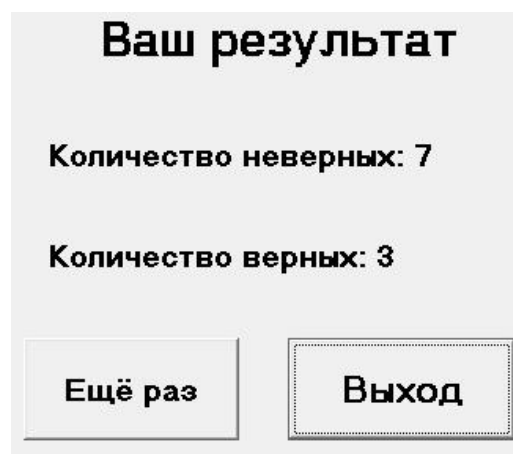 Ваш результат
Количество неверных: 7
Количество верных: 3
Ещё раз
Выход